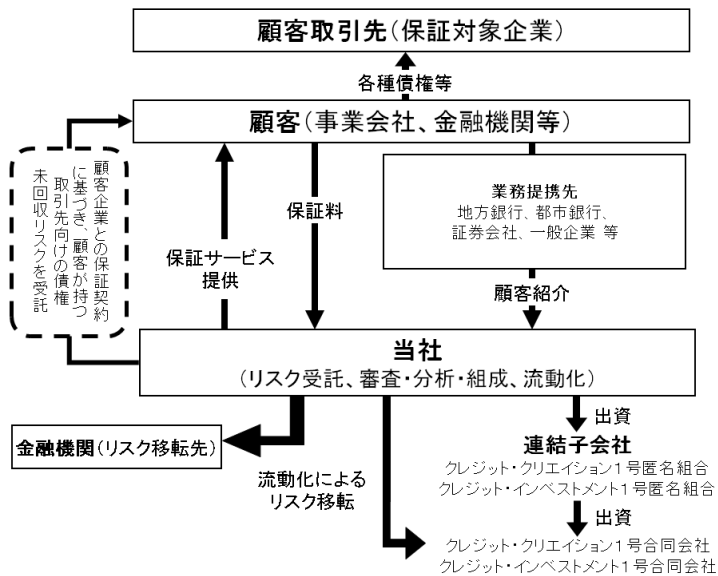 顧客取引先(保証対象企業)
各種債権等
顧客(事業会社、金融機関等)
顧客企業との保証契約
に基づき、顧客が持つ
取引先向けの債権
未回収リスクを受託
保証サービス
提供
保証料
業務提携先
地方銀行、都市銀行、
証券会社、一般企業 等
顧客紹介
当社
(リスク受託、審査・分析・組成、流動化)
金融機関(リスク移転先)
流動化による
リスク移転
出資
連結子会社
クレジット・クリエイション1号匿名組合
クレジット・インベストメント1号匿名組合
出資
クレジット・クリエイション1号合同会社
クレジット・インベストメント1号合同会社